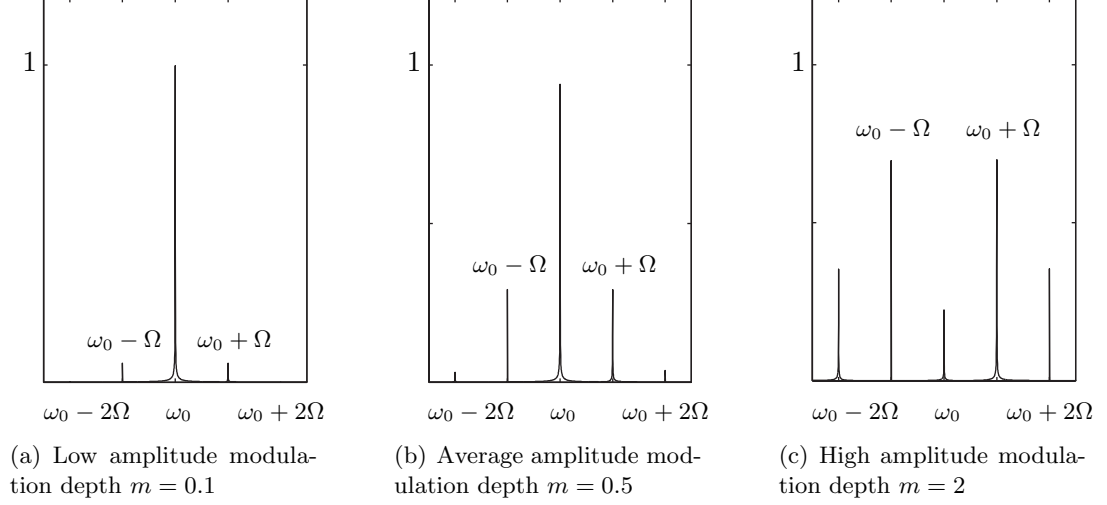 1
ω₀ − Ω ω₀ + Ω
ω₀ − 2Ω ω₀ ω₀ + 2Ω
(a) Low amplitude modula-
tion depth m = 0.1
1
ω₀ − Ω ω₀ + Ω
ω₀ − 2Ω ω₀ ω₀ + 2Ω
(b) Average amplitude mod-
ulation depth m = 0.5
1
ω₀ − Ω ω₀ + Ω
ω₀ − 2Ω ω₀ ω₀ + 2Ω
(c) High amplitude modula-
tion depth m = 2